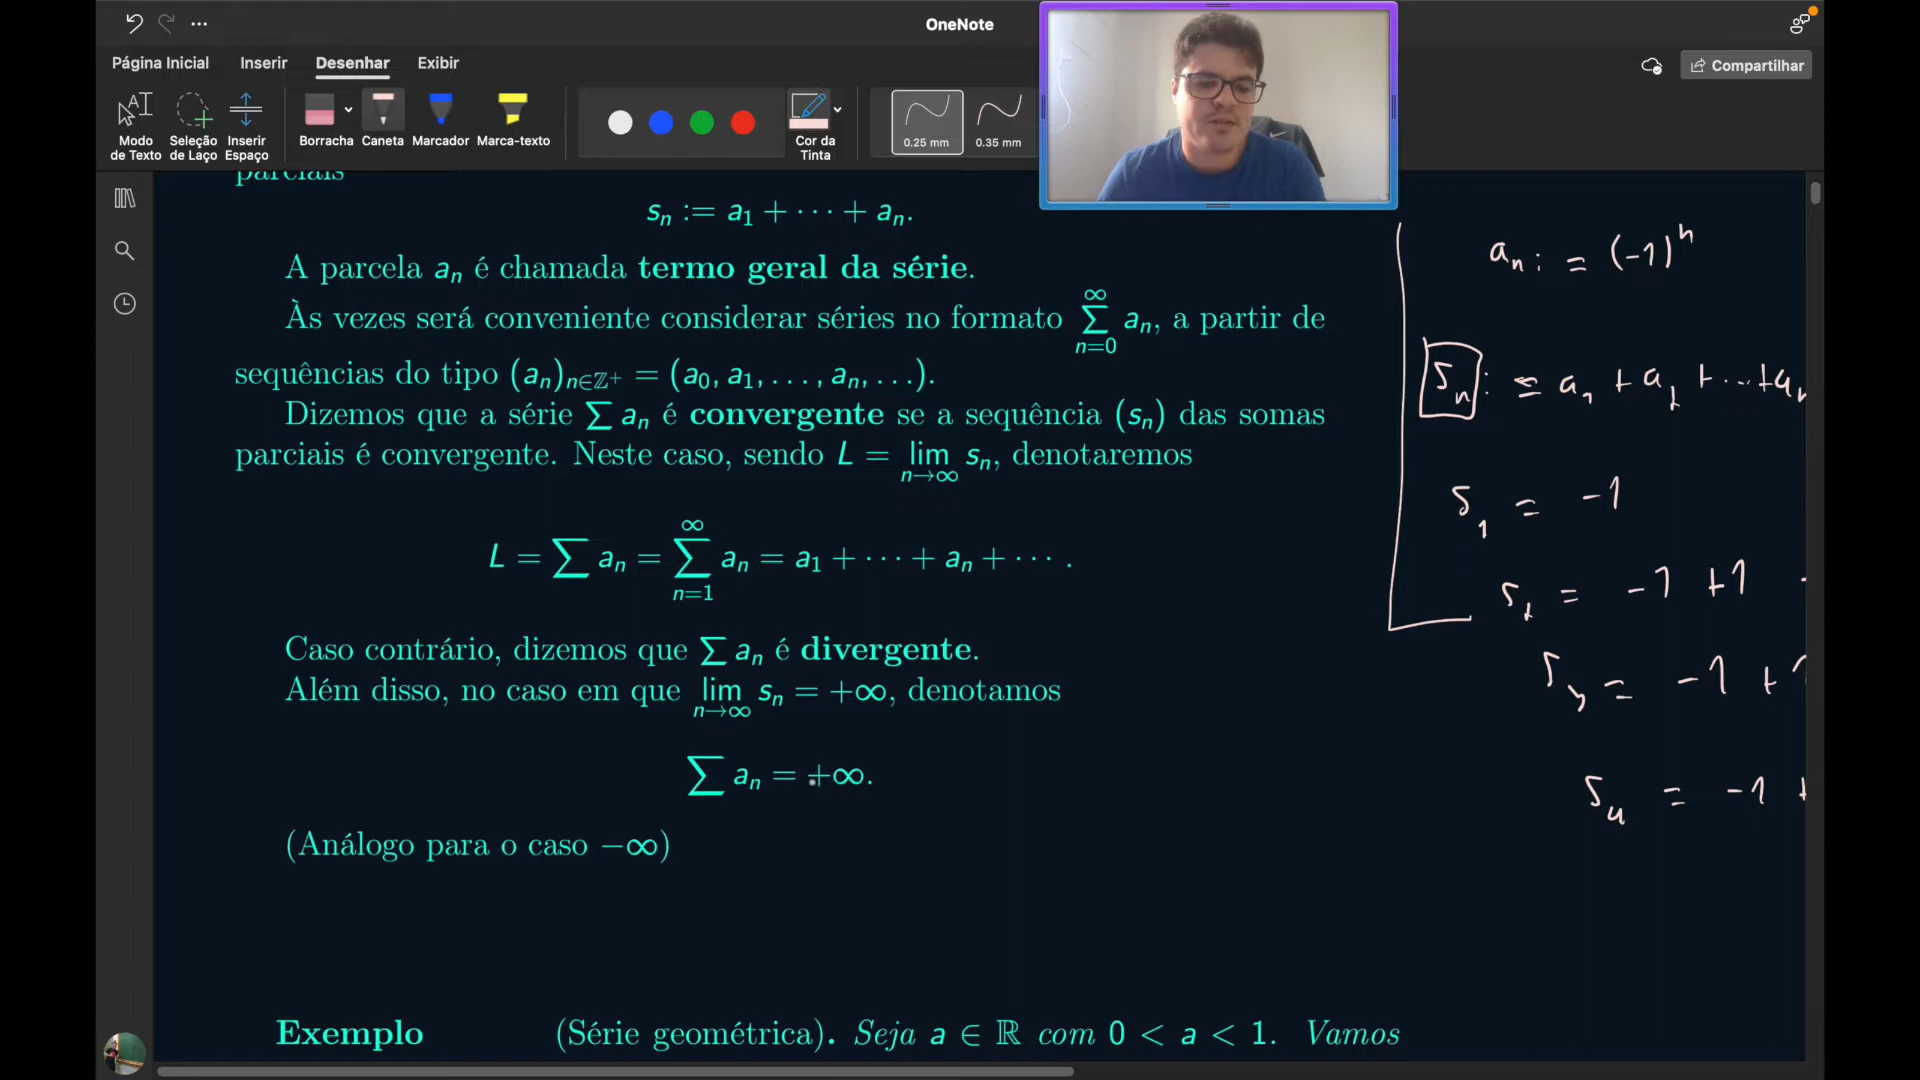 OneNote
Página Inicial Inserir Desenhar Exibir
Compartilhar
Modo de Texto
Seleção de Laço
Inserir Espaço
Borracha
Caneta
Marcador
Marca-texto
Cor da Tinta
0.25 mm
0.35 mm
parciais
sₙ := a₁ + ⋯ + aₙ.
A parcela aₙ é chamada termo geral da série.
Às vezes será conveniente considerar séries no formato ∑_{n=0}^{∞} aₙ, a partir de
sequências do tipo (aₙ)_{n∈ℤ⁺} = (a₀, a₁, …, aₙ, …).
Dizemos que a série ∑ aₙ é convergente se a sequência (sₙ) das somas
parciais é convergente. Neste caso, sendo L = lim_{n→∞} sₙ, denotaremos
L = ∑ aₙ = ∑_{n=1}^{∞} aₙ = a₁ + ⋯ + aₙ + ⋯ .
Caso contrário, dizemos que ∑ aₙ é divergente.
Além disso, no caso em que lim_{n→∞} sₙ = +∞, denotamos
∑ aₙ = +∞.
(Análogo para o caso −∞)
Exemplo (Série geométrica). Seja a ∈ ℝ com 0 < a < 1. Vamos
aₙ := (-1)ⁿ
sₙ := a₁ + a₂ + ⋯ + aₙ
s₁ = -1
s₂ = -1 +1
s₃ = -1 +
s₄ = -1 +